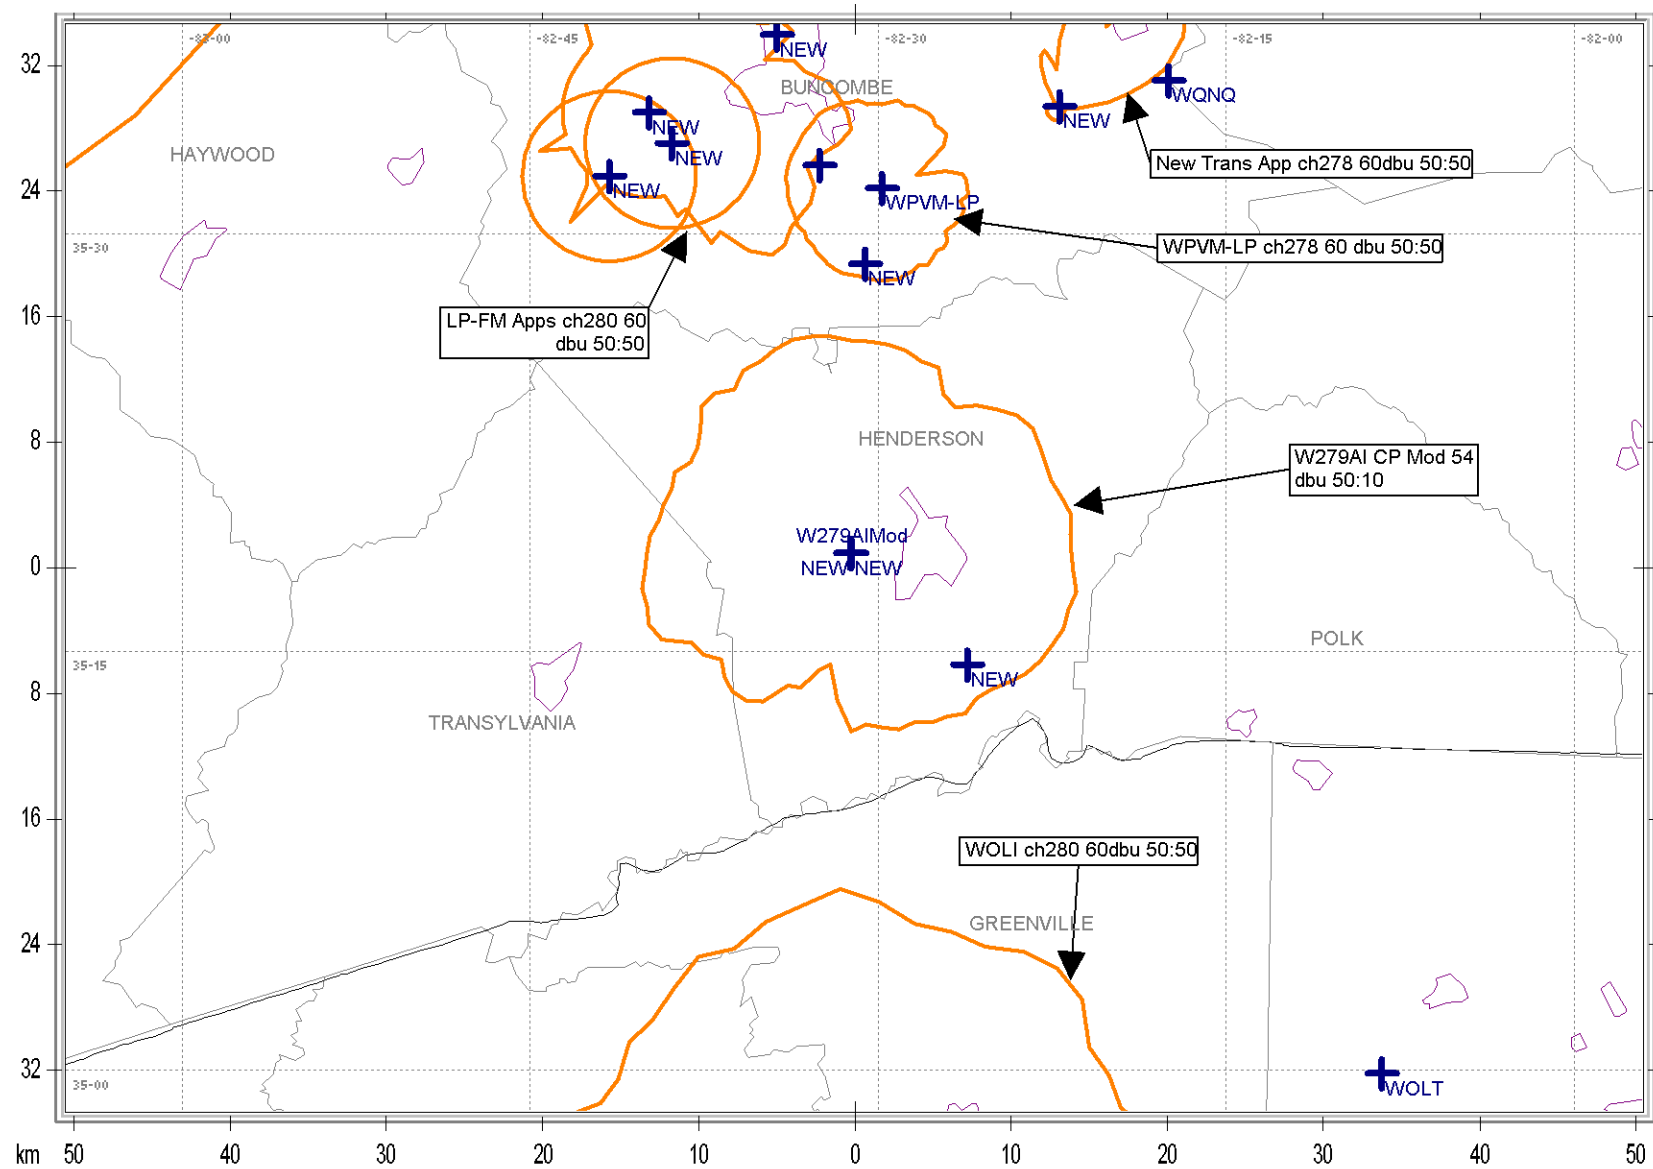 -83-00
-82-45
-82-30
-82-15
-82-00
NEW
32
BUNCOMBE
WQNQ
NEW
NEW
HAYWOOD
NEW
New Trans App ch278 60dbu 50:50
24
NEW
WPVM-LP
35-30
WPVM-LP ch278 60 dbu 50:50
NEW
16
LP-FM Apps ch280 60
dbu 50:50
8
HENDERSON
W279AI CP Mod 54
dbu 50:10
W279AIMod
0
NEW NEW
POLK
35-15
NEW
8
TRANSYLVANIA
16
WOLI ch280 60dbu 50:50
GREENVILLE
24
32
35-00
WOLT
km 50 40 30 20 10 0 10 20 30 40 50